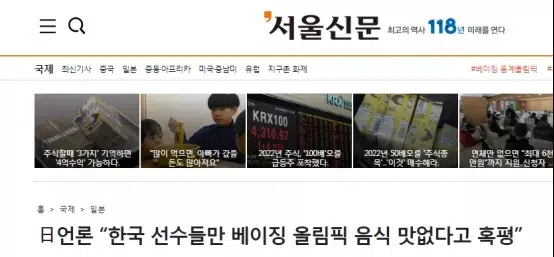 서울신문 최고의 역사 118년 미래를 연다
국제 최신기사 중국 일본 중동·아프리카 미국·중남미 유럽 지구촌 화제 #베이징 동계올림픽
KRX
KRX100
4,310.97
주식할때 '3가지' 기억하면
'4억수익' 가능하다.
"많이 먹으면, 아빠가 갚을
돈도 많아져요"
2022년 주식, '100배'오를
급등주 포착했다.
2022년 50배오를 '주식종
목'...'이것' 매수해라.
면체만 없으면 "최대 6천
만원"까지 지원..신청자
홈 > 국제 > 일본
日언론 “한국 선수들만 베이징 올림픽 음식 맛없다고 혹평”